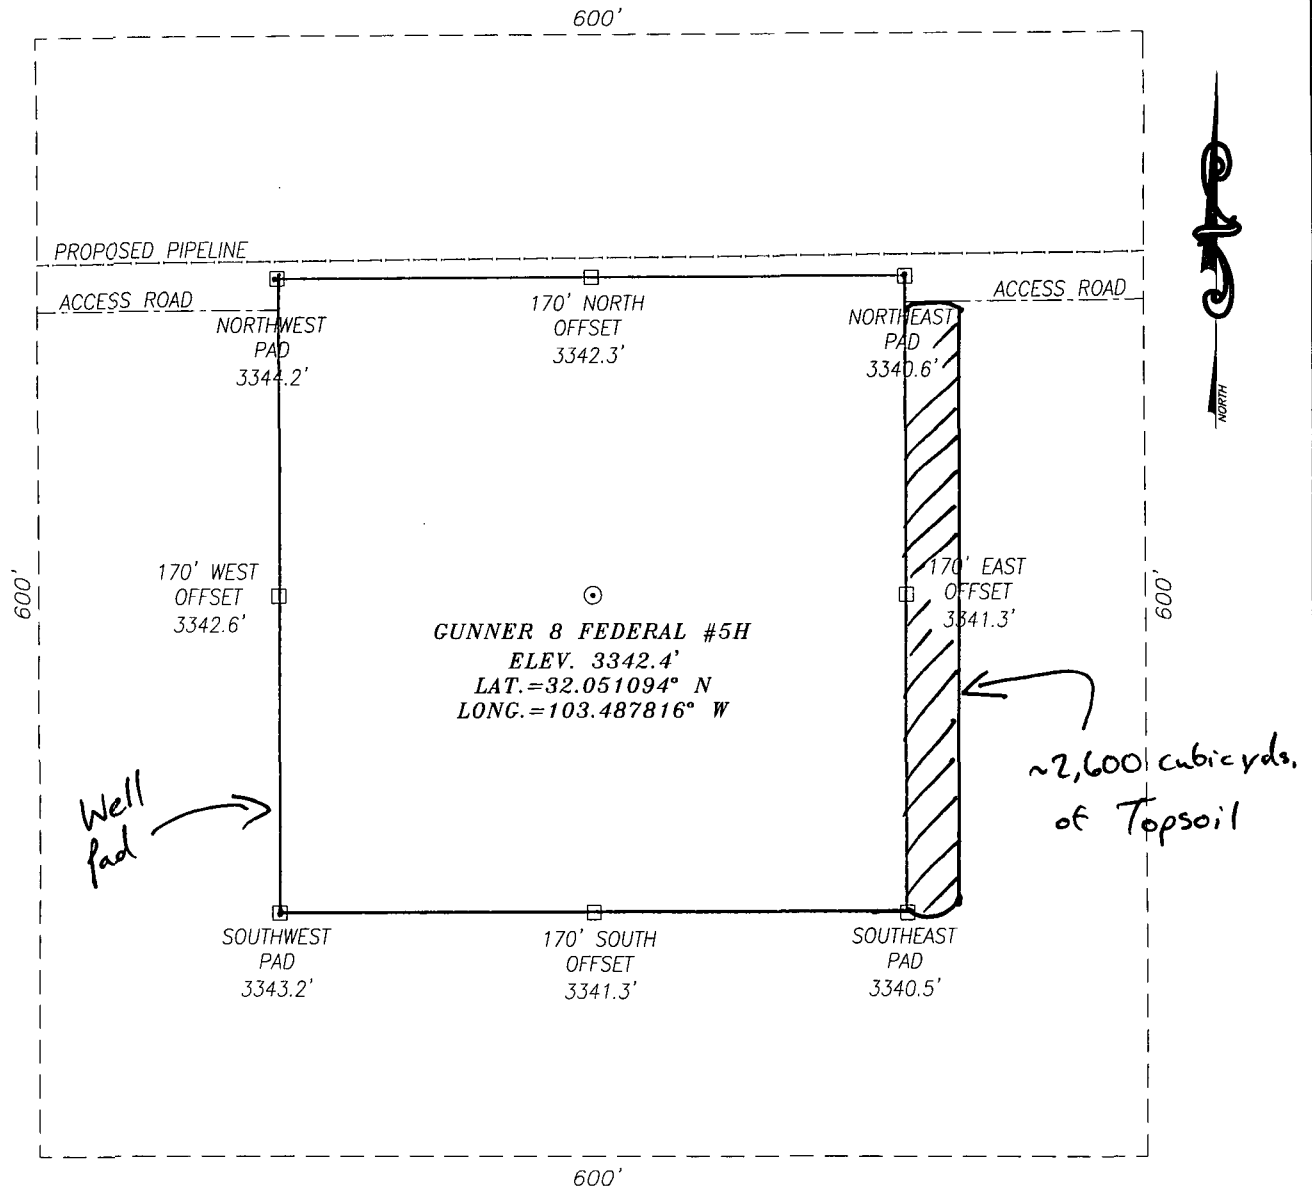 600'
PROPOSED PIPELINE
ACCESS ROAD
ACCESS ROAD
NORTHWEST
PAD
3344.2'
170' NORTH
OFFSET
3342.3'
NORTHEAST
PAD
3340.6'
NORTH
600'
170' WEST
OFFSET
3342.6'
170' EAST
OFFSET
3341.3'
600'
GUNNER 8 FEDERAL #5H
ELEV. 3342.4'
LAT.=32.051094° N
LONG.=103.487816° W
Well
Pad
~2,600 cubic yds.
of Topsoil
SOUTHWEST
PAD
3343.2'
170' SOUTH
OFFSET
3341.3'
SOUTHEAST
PAD
3340.5'
600'